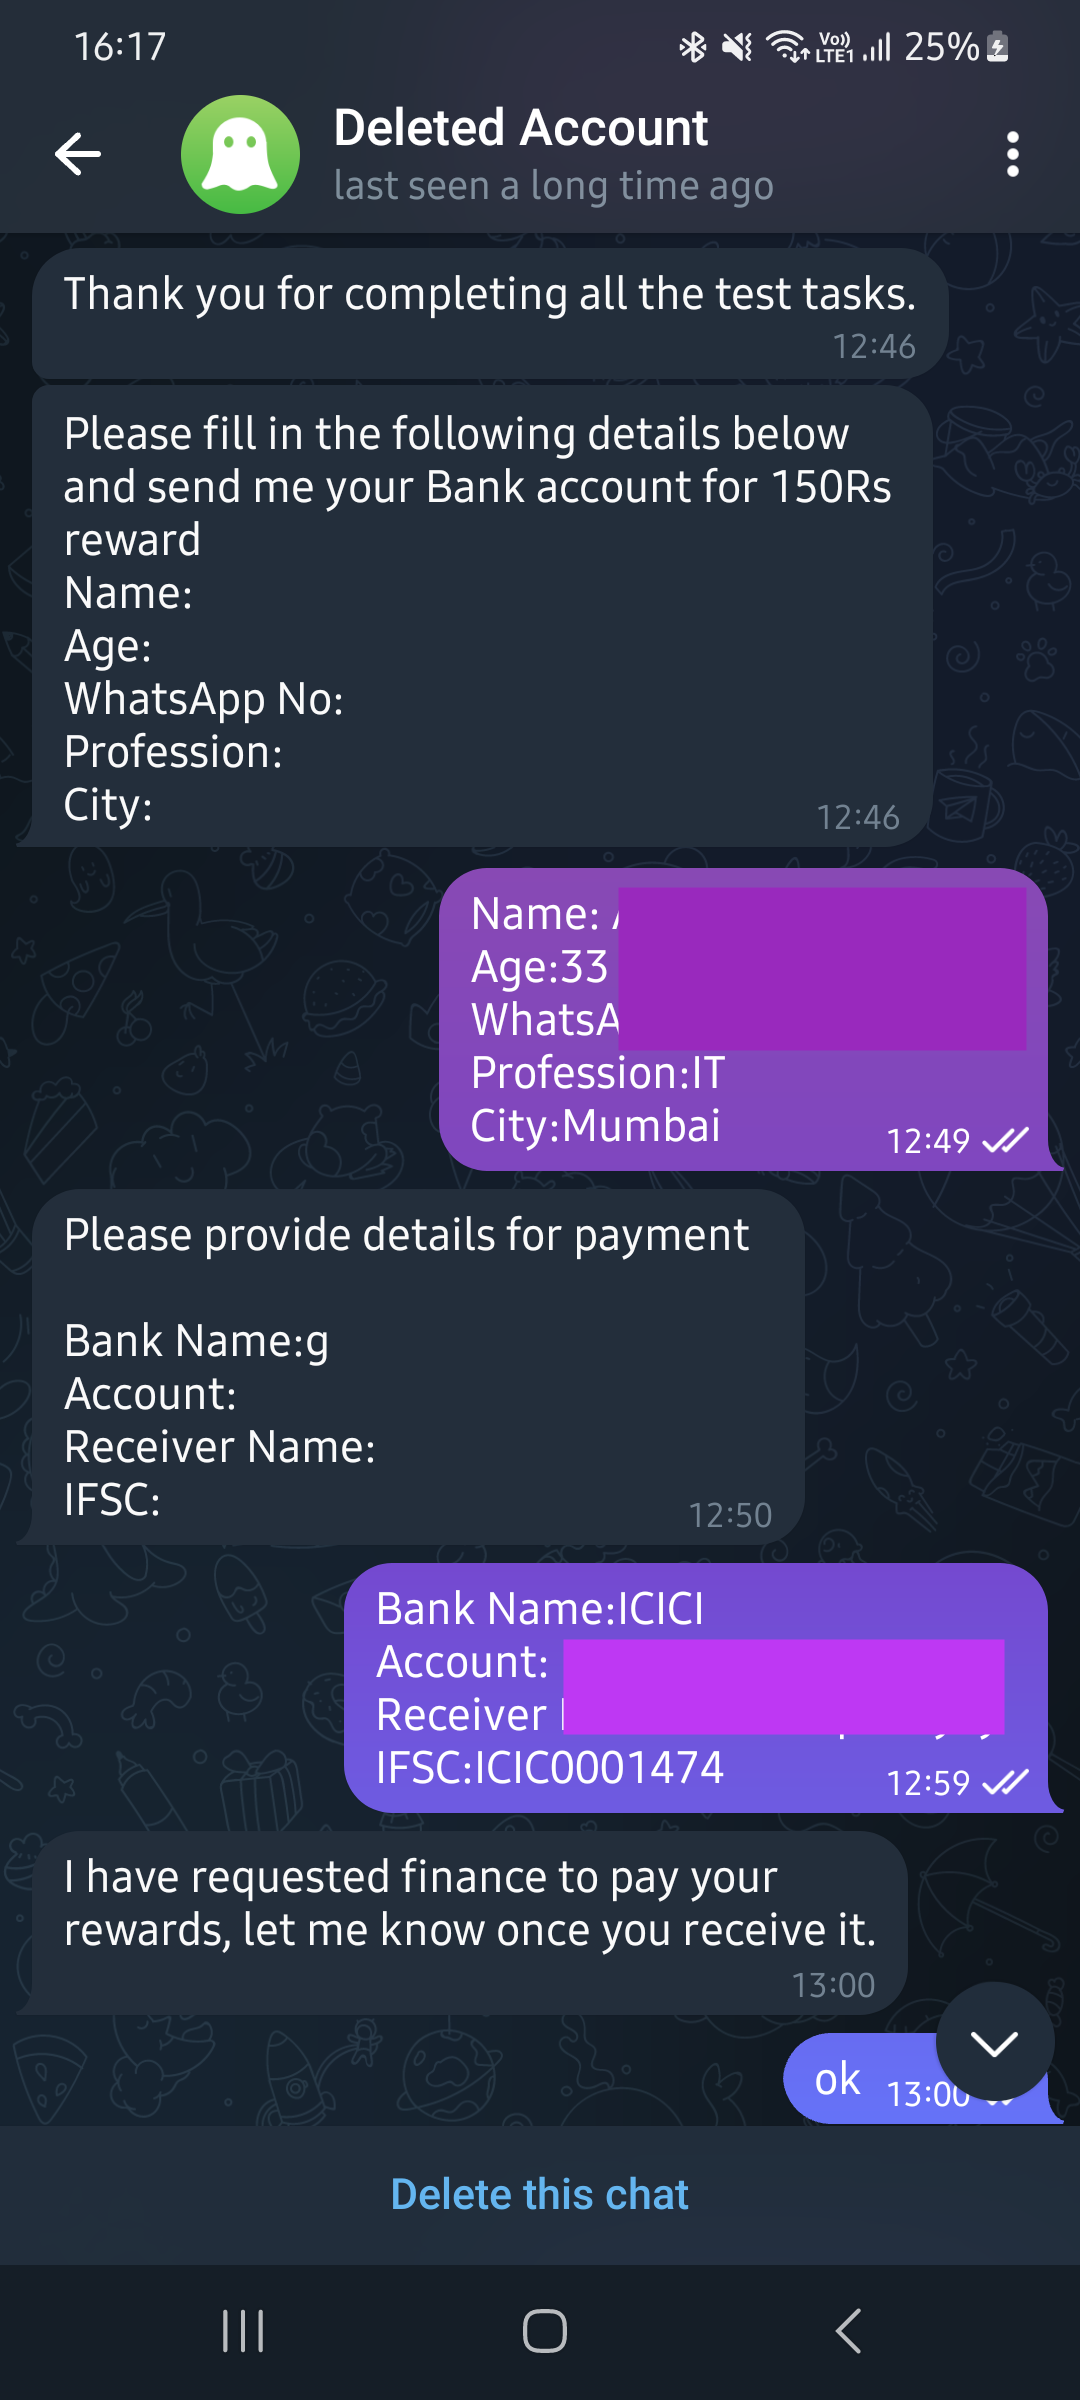 16:17
Vo))
LTE1
25%
Deleted Account
last seen a long time ago
Thank you for completing all the test tasks.
12:46
Please fill in the following details below
and send me your Bank account for 150Rs
reward
Name:
Age:
WhatsApp No:
Profession:
City:
12:46
Name:
Age:33
WhatsA
Profession:IT
City:Mumbai
12:49
Please provide details for payment
Bank Name:g
Account:
Receiver Name:
IFSC:
12:50
Bank Name:ICICI
Account:
Receiver
IFSC:ICIC0001474
12:59
I have requested finance to pay your
rewards, let me know once you receive it.
13:00
ok
13:00
Delete this chat